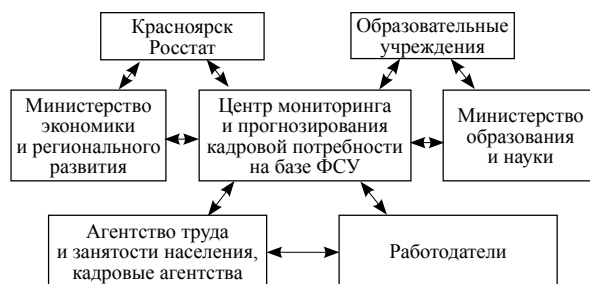 Красноярск
Росстат
Образовательные
учреждения
Министерство
экономики
и регионального
развития
Центр мониторинга
и прогнозирования
кадровой потребности
на базе ФСУ
Министерство
образования
и науки
Агентство труда
и занятости населения,
кадровые агентства
Работодатели